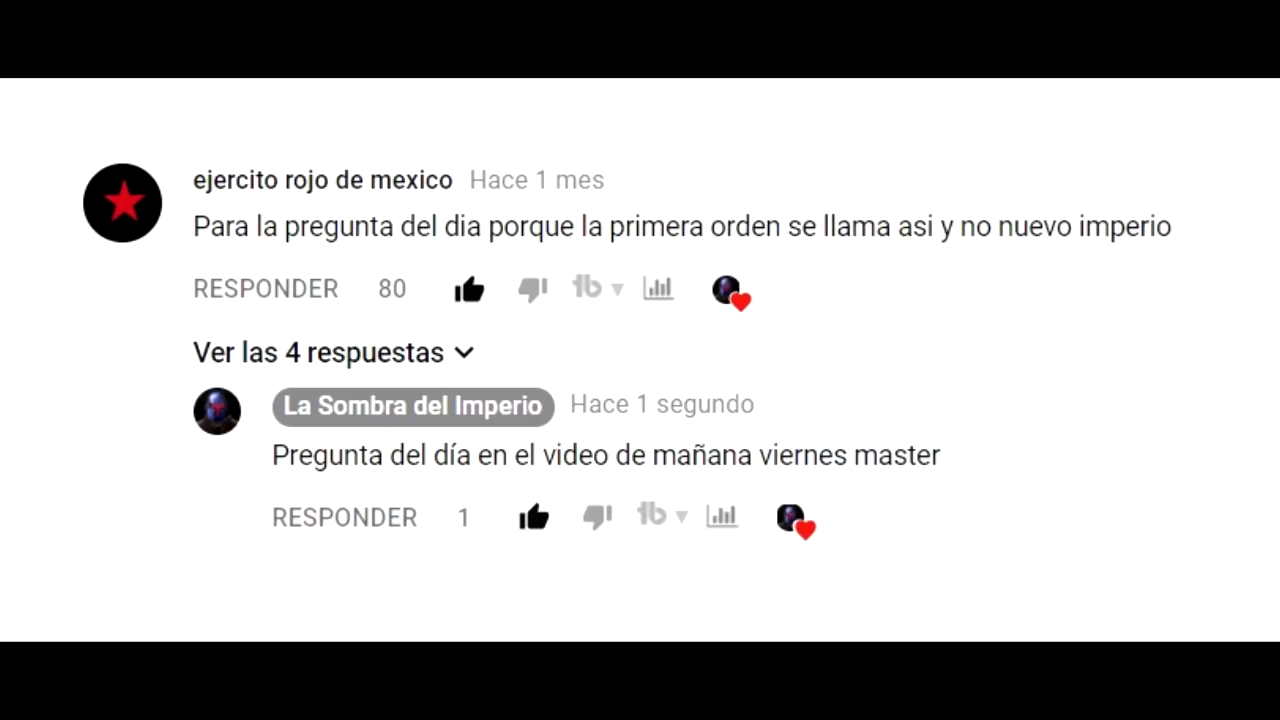 ejercito rojo de mexico Hace 1 mes
Para la pregunta del dia porque la primera orden se llama asi y no nuevo imperio
RESPONDER 80 tb
Ver las 4 respuestas
La Sombra del Imperio Hace 1 segundo
Pregunta del día en el video de mañana viernes master
RESPONDER 1 tb